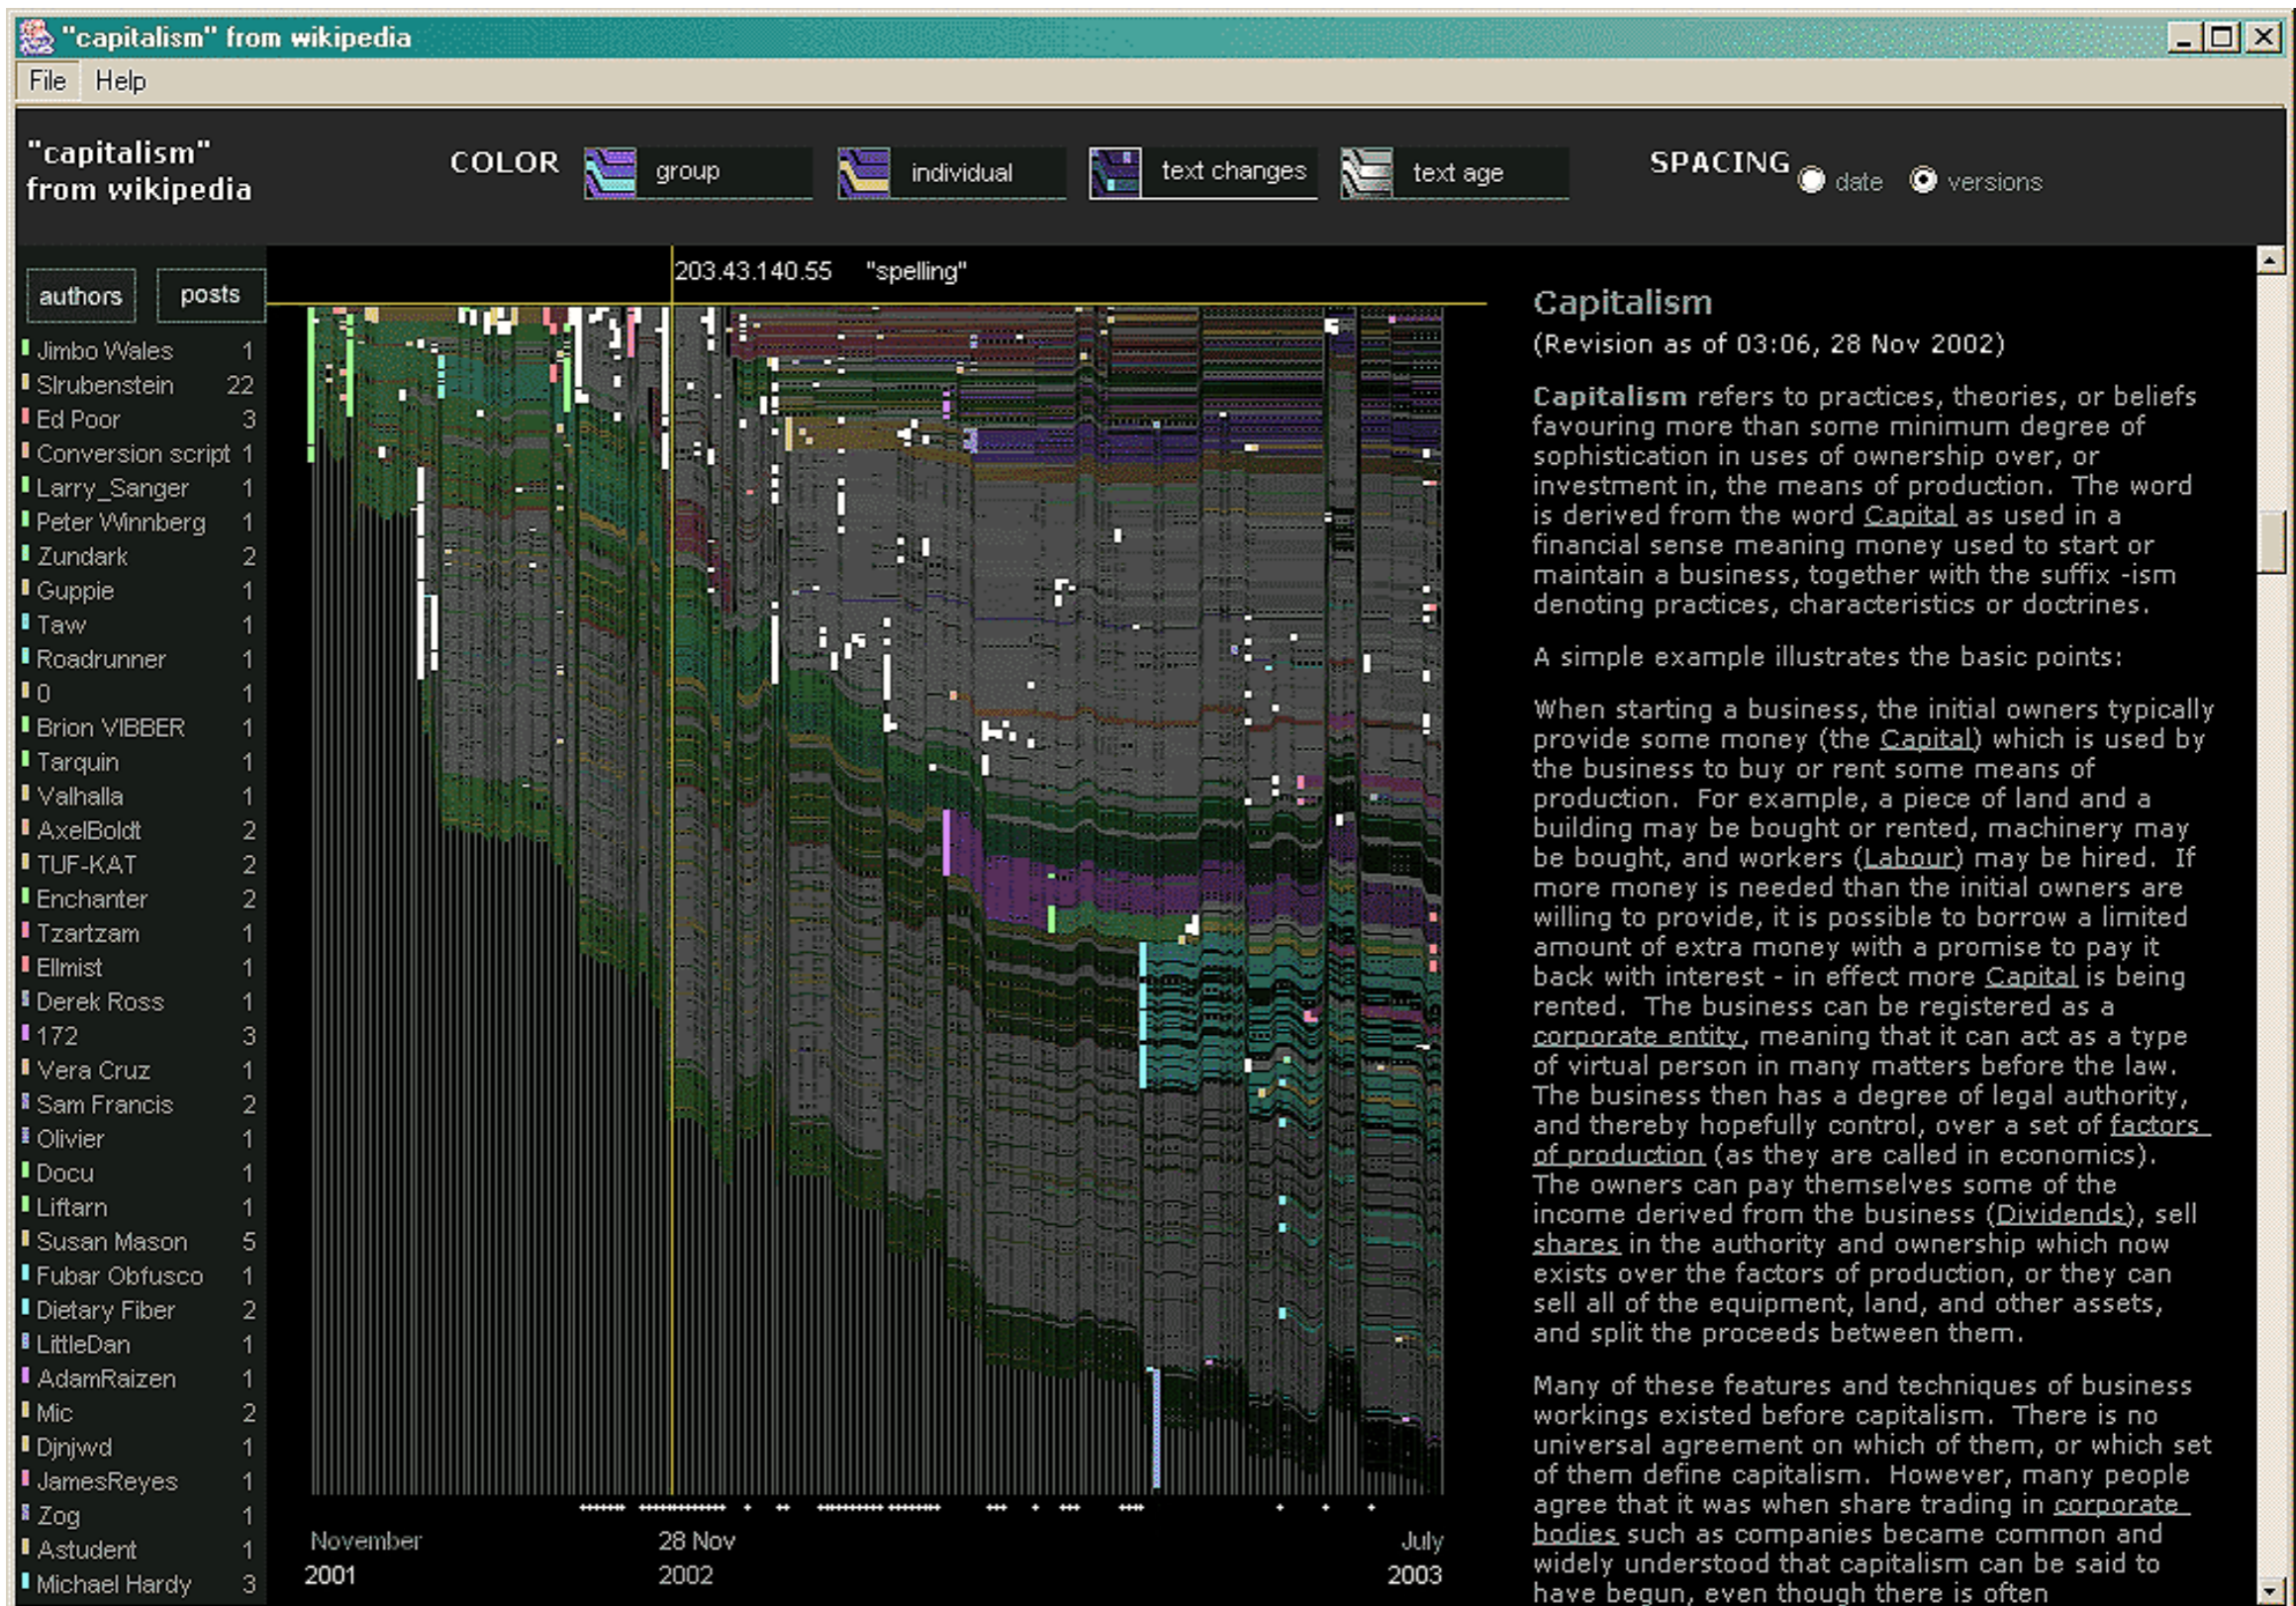 "capitalism" from wikipedia
File Help
"capitalism"
from wikipedia
COLOR
group
individual
text changes
text age
SPACING
date
versions
authors
posts
203.43.140.55 "spelling"
Jimbo Wales 1
Slrubenstein 22
Ed Poor 3
Conversion script 1
Larry_Sanger 1
Peter Winnberg 1
Zundark 2
Guppie 1
Taw 1
Roadrunner 1
0 1
Brion VIBBER 1
Tarquin 1
Valhalla 1
AxelBoldt 2
TUF-KAT 2
Enchanter 2
Tzartzam 1
Ellmist 1
Derek Ross 1
172 3
Vera Cruz 1
Sam Francis 2
Olivier 1
Docu 1
Liftarn 1
Susan Mason 5
Fubar Obfusco 1
Dietary Fiber 2
LittleDan 1
AdamRaizen 1
Mic 2
Djnjwd 1
JamesReyes 1
Zog 1
Astudent 1
Michael Hardy 3
November
2001
28 Nov
2002
July
2003
Capitalism
(Revision as of 03:06, 28 Nov 2002)
Capitalism refers to practices, theories, or beliefs
favouring more than some minimum degree of
sophistication in uses of ownership over, or
investment in, the means of production. The word
is derived from the word Capital as used in a
financial sense meaning money used to start or
maintain a business, together with the suffix -ism
denoting practices, characteristics or doctrines.
A simple example illustrates the basic points:
When starting a business, the initial owners typically
provide some money (the Capital) which is used by
the business to buy or rent some means of
production. For example, a piece of land and a
building may be bought or rented, machinery may
be bought, and workers (Labour) may be hired. If
more money is needed than the initial owners are
willing to provide, it is possible to borrow a limited
amount of extra money with a promise to pay it
back with interest - in effect more Capital is being
rented. The business can be registered as a
corporate entity, meaning that it can act as a type
of virtual person in many matters before the law.
The business then has a degree of legal authority,
and thereby hopefully control, over a set of factors
of production (as they are called in economics).
The owners can pay themselves some of the
income derived from the business (Dividends), sell
shares in the authority and ownership which now
exists over the factors of production, or they can
sell all of the equipment, land, and other assets,
and split the proceeds between them.
Many of these features and techniques of business
workings existed before capitalism. There is no
universal agreement on which of them, or which set
of them define capitalism. However, many people
agree that it was when share trading in corporate
bodies such as companies became common and
widely understood that capitalism can be said to
have begun, even though there is often